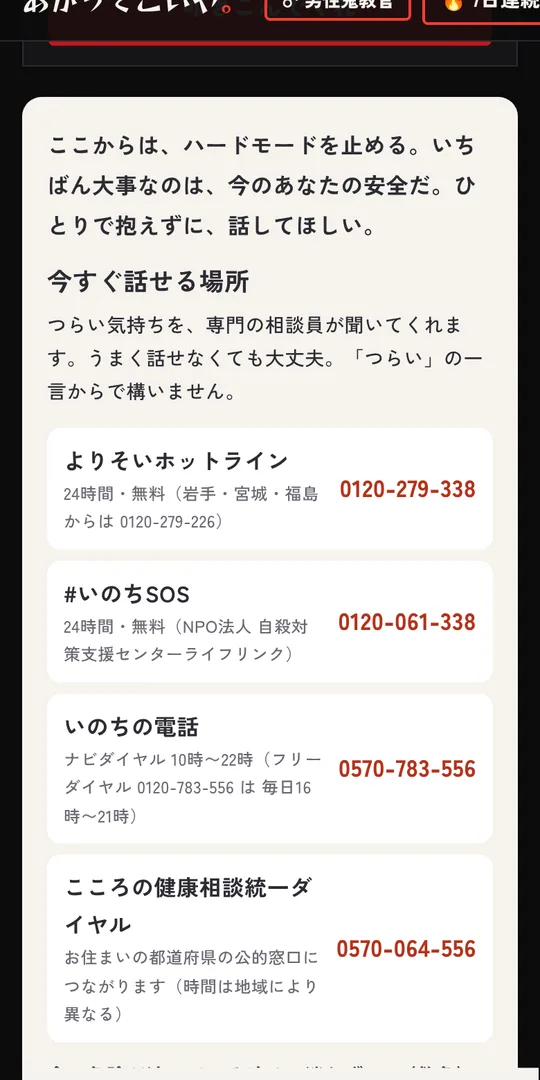 男性鬼教官
🔥 7日連続
ここからは、ハードモードを止める。いち
ばん大事なのは、今のあなたの安全だ。ひ
とりで抱えずに、話してほしい。
今すぐ話せる場所
つらい気持ちを、専門の相談員が聞いてくれま
す。うまく話せなくても大丈夫。「つらい」の一
言からで構いません。
よりそいホットライン
24時間・無料（岩手・宮城・福島
からは 0120-279-226）
0120-279-338
#いのちSOS
24時間・無料（NPO法人 自殺対
策支援センターライフリンク）
0120-061-338
いのちの電話
ナビダイヤル 10時〜22時（フリー
ダイヤル 0120-783-556 は 毎日16
時〜21時）
0570-783-556
こころの健康相談統一ダ
イヤル
お住まいの都道府県の公的窓口に
つながります（時間は地域により
異なる）
0570-064-556